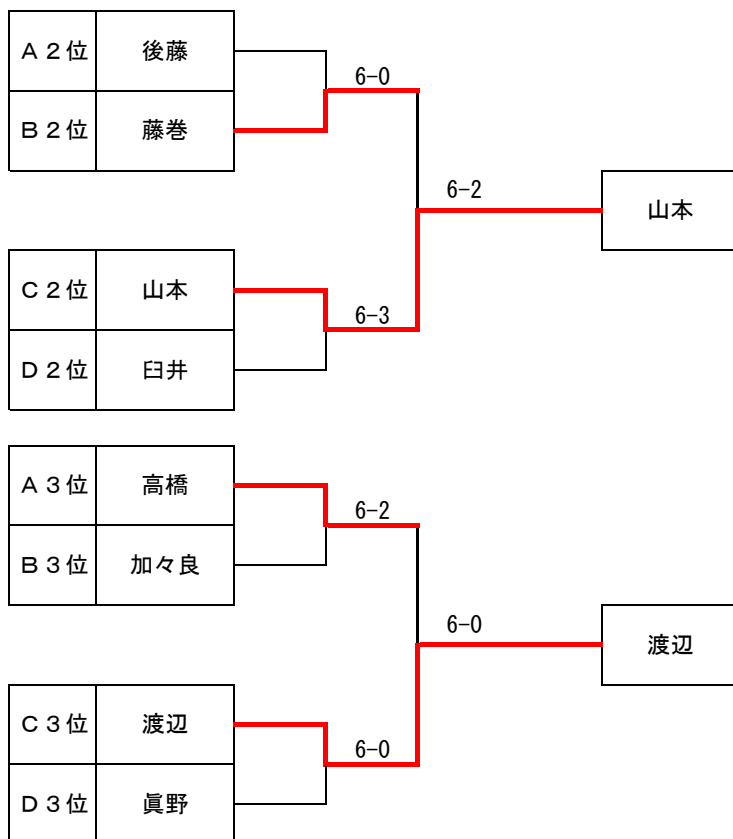 A2位 後藤
6-0
B2位 藤巻
6-2
山本
C2位 山本
6-3
D2位 臼井
A3位 高橋
6-2
B3位 加々良
6-0
渡辺
C3位 渡辺
6-0
D3位 眞野